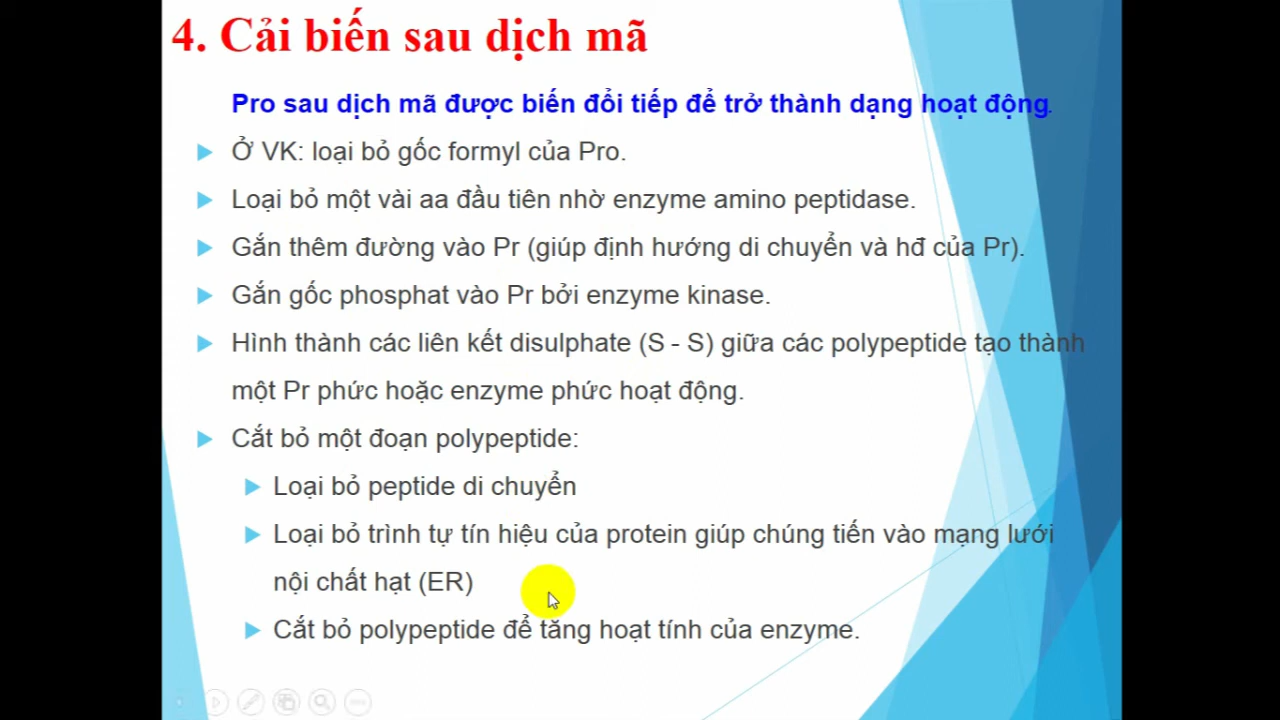 4. Cải biến sau dịch mã
Pro sau dịch mã được biến đổi tiếp để trở thành dạng hoạt động.
Ở VK: loại bỏ gốc formyl của Pro.
Loại bỏ một vài aa đầu tiên nhờ enzyme amino peptidase.
Gắn thêm đường vào Pr (giúp định hướng di chuyển và hđ của Pr).
Gắn gốc phosphat vào Pr bởi enzyme kinase.
Hình thành các liên kết disulphate (S - S) giữa các polypeptide tạo thành
một Pr phức hoặc enzyme phức hoạt động.
Cắt bỏ một đoạn polypeptide:
Loại bỏ peptide di chuyển
Loại bỏ trình tự tín hiệu của protein giúp chúng tiến vào mạng lưới
nội chất hạt (ER)
Cắt bỏ polypeptide để tăng hoạt tính của enzyme.